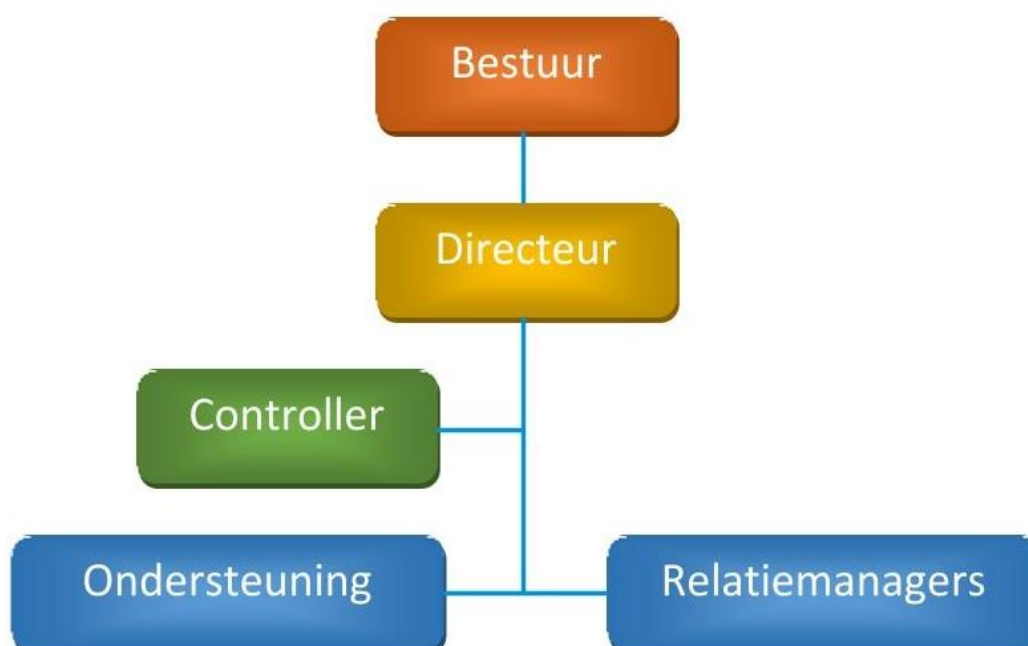 Bestuur
Directeur
Controller
Ondersteuning
Relatiemanagers